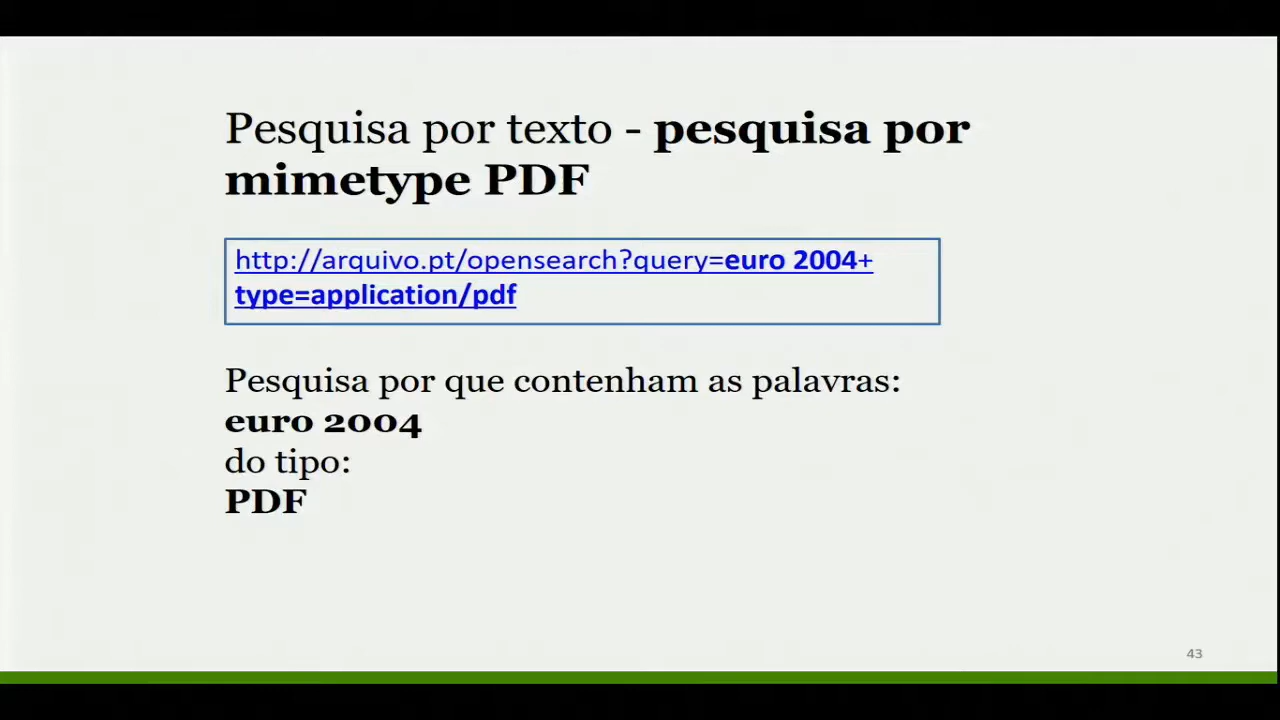 Pesquisa por texto - pesquisa por
mimetype PDF
http://arquivo.pt/opensearch?query=euro 2004+
type=application/pdf
Pesquisa por que contenham as palavras:
euro 2004
do tipo:
PDF
43